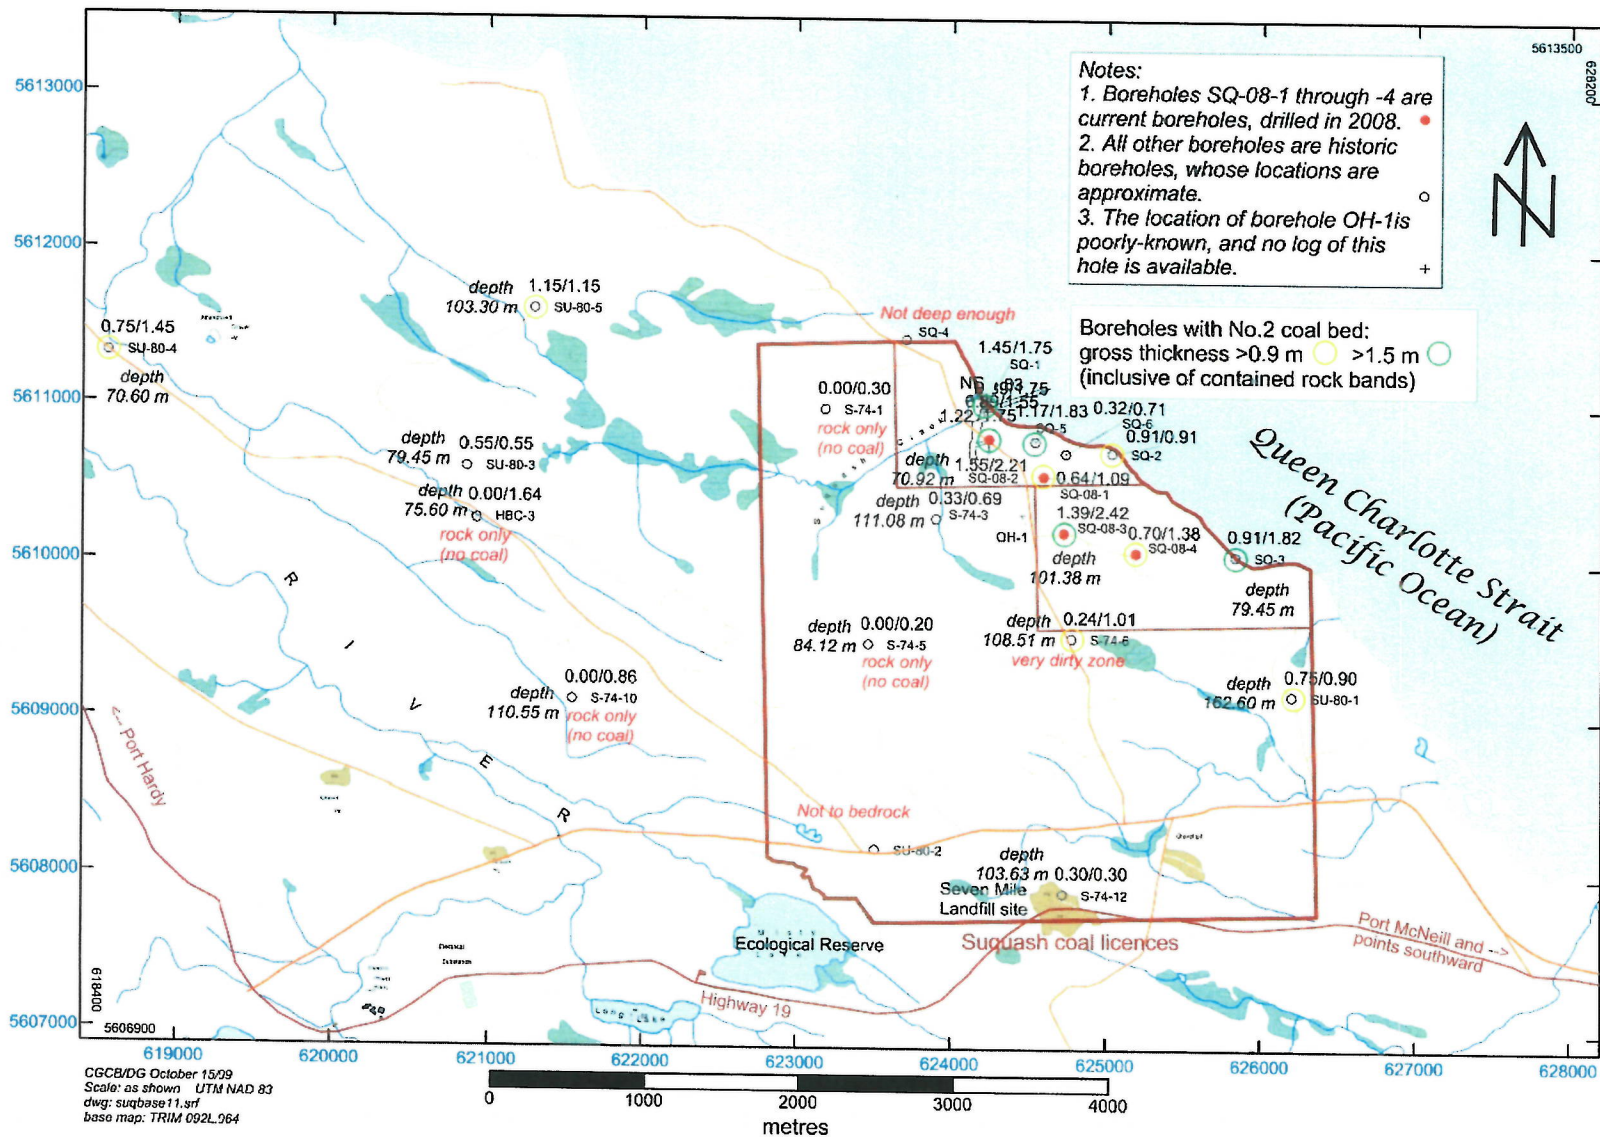 5613500
628200
5613000
5612000
5611000
5610000
5609000
5608000
5607000
Notes:
1. Boreholes SQ-08-1 through -4 are
current boreholes, drilled in 2008.
2. All other boreholes are historic
boreholes, whose locations are
approximate.
3. The location of borehole OH-1is
poorly-known, and no log of this
hole is available.
N
Boreholes with No.2 coal bed:
gross thickness >0.9 m >1.5 m
(inclusive of contained rock bands)
depth 1.15/1.15
103.30 m SU-80-5
0.75/1.45
SU-80-4
depth
70.60 m
Not deep enough
SQ-4
1.45/1.75
SQ-1
0.00/0.30
S-74-1
rock only
(no coal)
1.17/1.83
SQ-5
0.32/0.71
SQ-6
0.91/0.91
SQ-2
depth 0.55/0.55
79.45 m SU-80-3
depth 0.00/1.64
75.60 m HBC-3
rock only
(no coal)
Creek
depth 1.55/2.21
70.92 m SQ-08-2
0.64/1.09
SQ-08-1
depth 0.33/0.69
111.08 m S-74-3
1.39/2.42
OH-1 SQ-08-3
depth
101.38 m
0.70/1.38
SQ-08-4
0.91/1.82
SQ-3
depth
79.45 m
Queen Charlotte Strait
(Pacific Ocean)
depth 0.00/0.20
84.12 m S-74-5
rock only
(no coal)
depth 0.24/1.01
108.51 m S-74-6
very dirty zone
0.00/0.86
depth S-74-10
110.55 m rock only
(no coal)
0.75/0.90
depth
162.60 m SU-80-1
R I V E R
<--- Port Hardy
Not to bedrock
SU-80-2
depth
103.63 m 0.30/0.30
Seven Mile S-74-12
Landfill site
Ecological Reserve
Suquash coal licences
Port McNeill and -->
points southward
Highway 19
Long Lake
618400
5606900
619000 620000 621000 622000 623000 624000 625000 626000 627000 628000
CGCB/DG October 15/09
Scale: as shown UTM NAD 83
dwg: suqbase11.srf
base map: TRIM 092L.964
0 1000 2000 3000 4000
metres